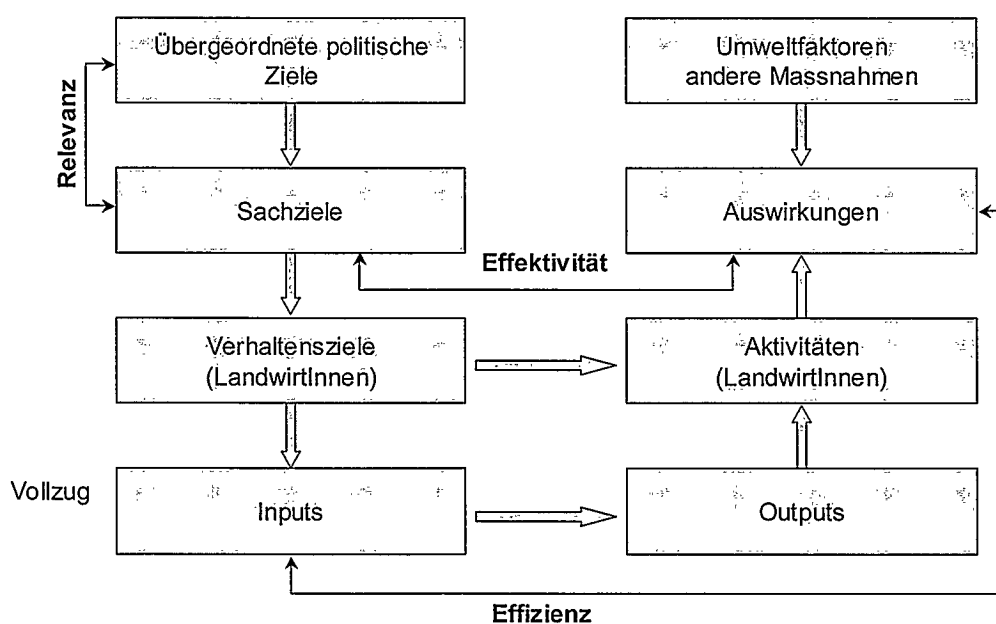 Übergeordnete politische
Ziele
Umweltfaktoren
andere Massnahmen
Relevanz
Sachziele
Auswirkungen
Effektivität
Verhaltensziele
(LandwirtInnen)
Aktivitäten
(LandwirtInnen)
Vollzug
Inputs
Outputs
Effizienz